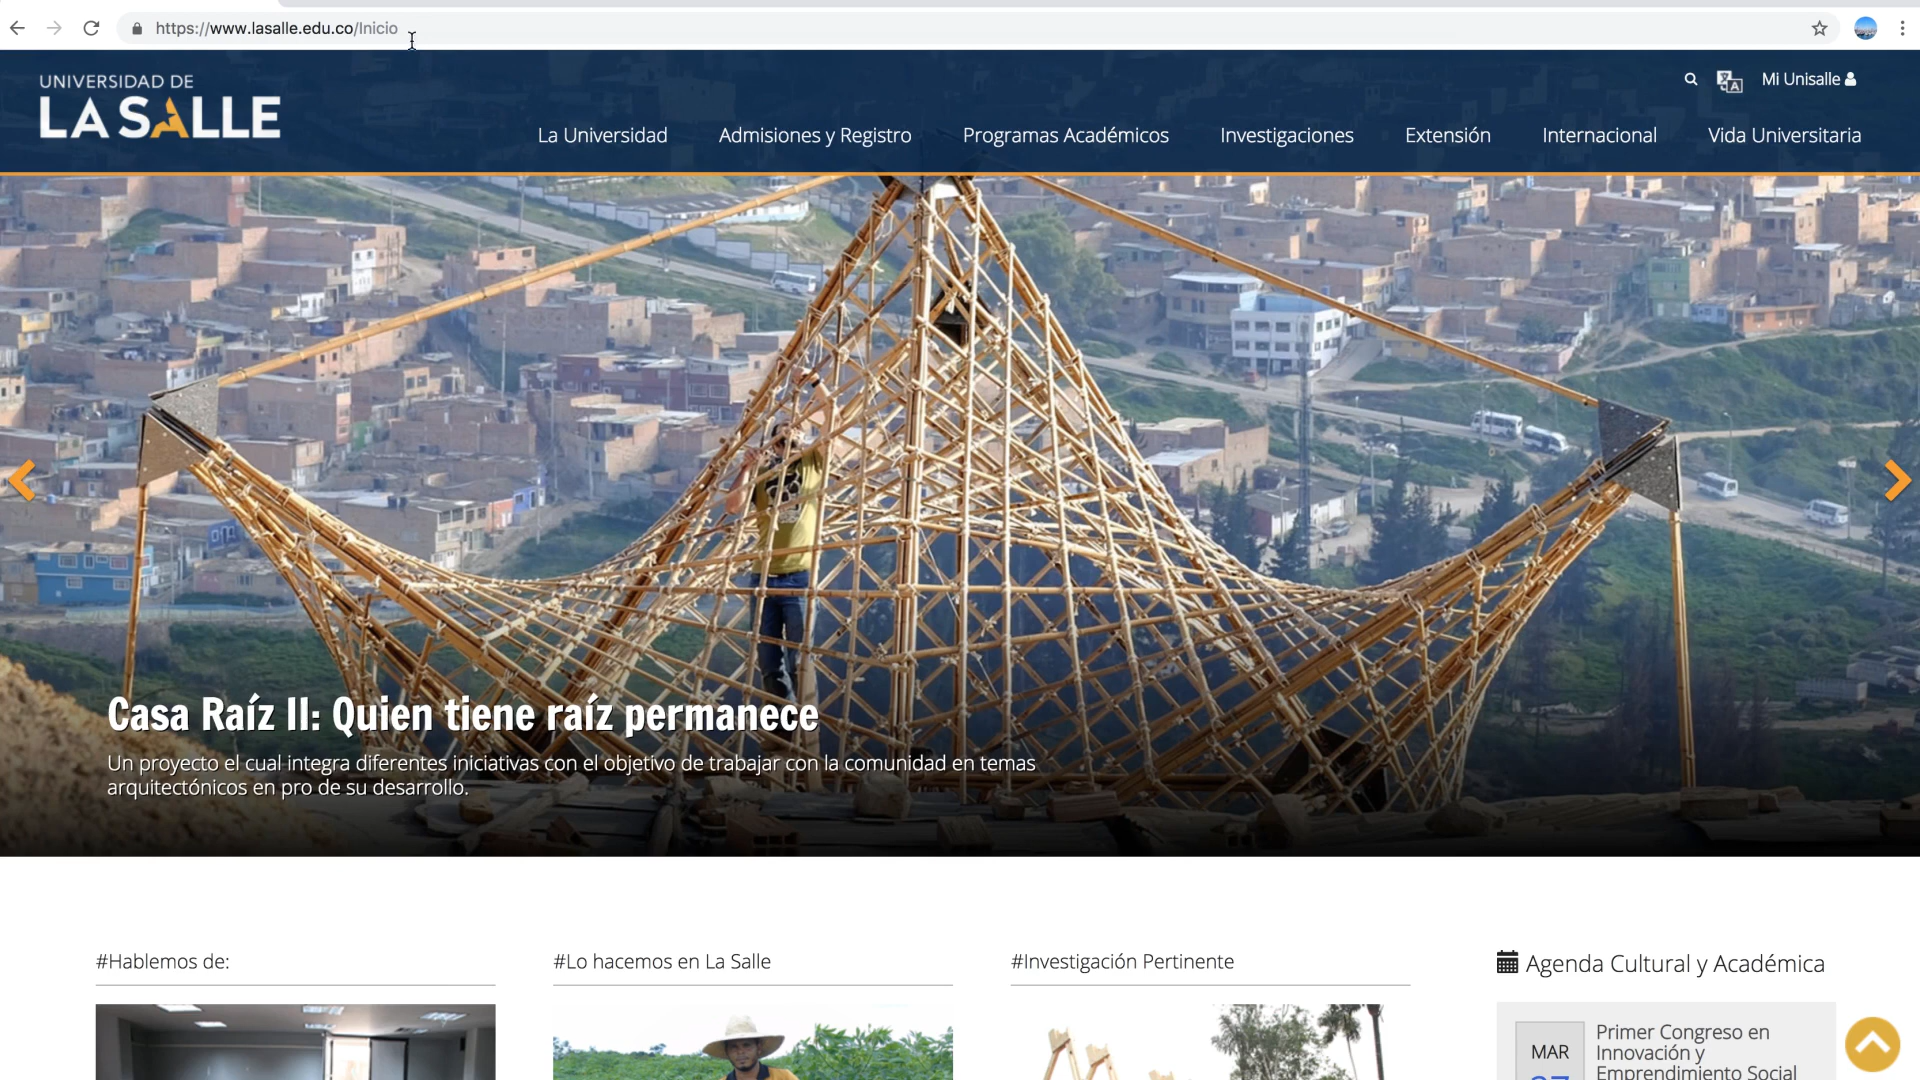 https://www.lasalle.edu.co/Inicio
UNIVERSIDAD DE
LA SALLE
Mi Unisalle
La Universidad
Admisiones y Registro
Programas Académicos
Investigaciones
Extensión
Internacional
Vida Universitaria
Casa Raíz II: Quien tiene raíz permanece
Un proyecto el cual integra diferentes iniciativas con el objetivo de trabajar con la comunidad en temas
arquitectónicos en pro de su desarrollo.
#Hablemos de:
#Lo hacemos en La Salle
#Investigación Pertinente
Agenda Cultural y Académica
MAR
Primer Congreso en
Innovación y
Emprendimiento Social